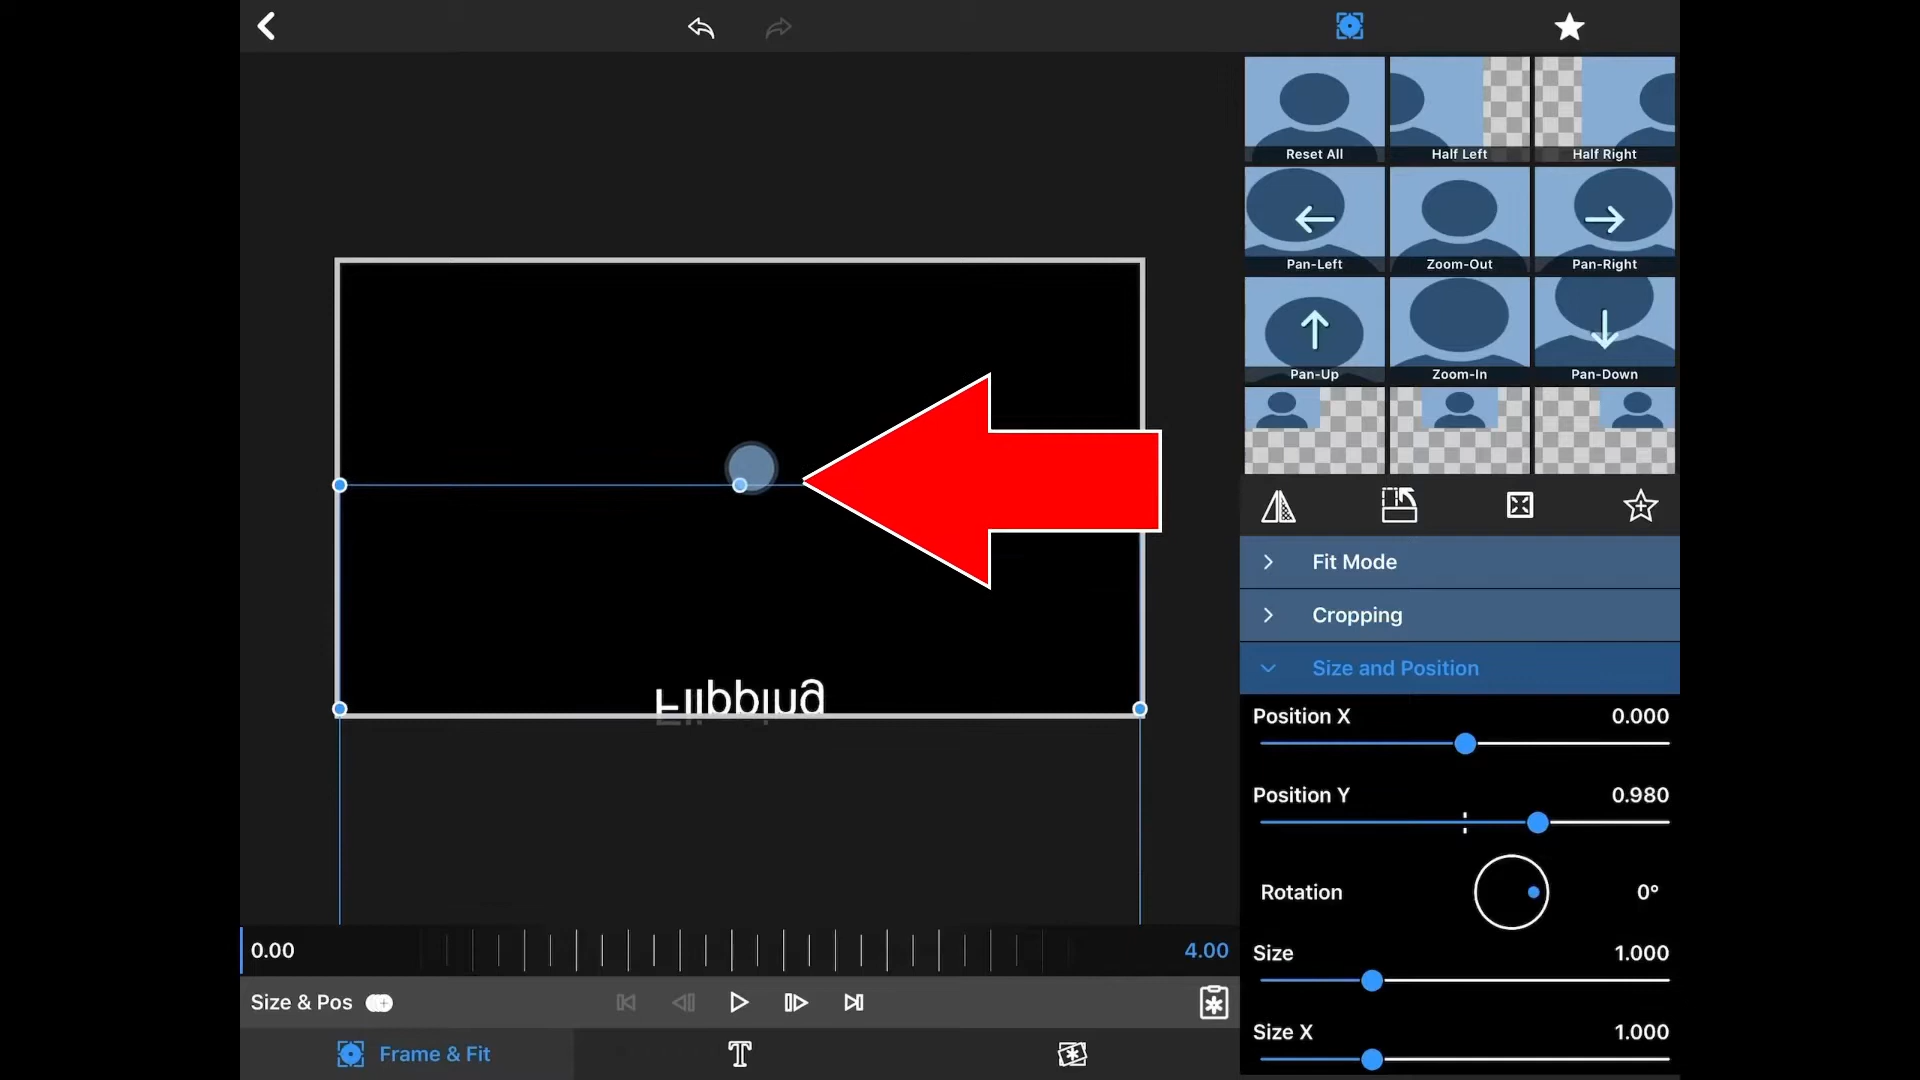 Reset All
Half Left
Half Right
Pan-Left
Zoom-Out
Pan-Right
Pan-Up
Zoom-In
Pan-Down
Fit Mode
Cropping
Size and Position
Position X 0.000
Position Y 0.980
Rotation 0°
Size 1.000
Size X 1.000
Flipping
0.00
4.00
Size & Pos
Frame & Fit